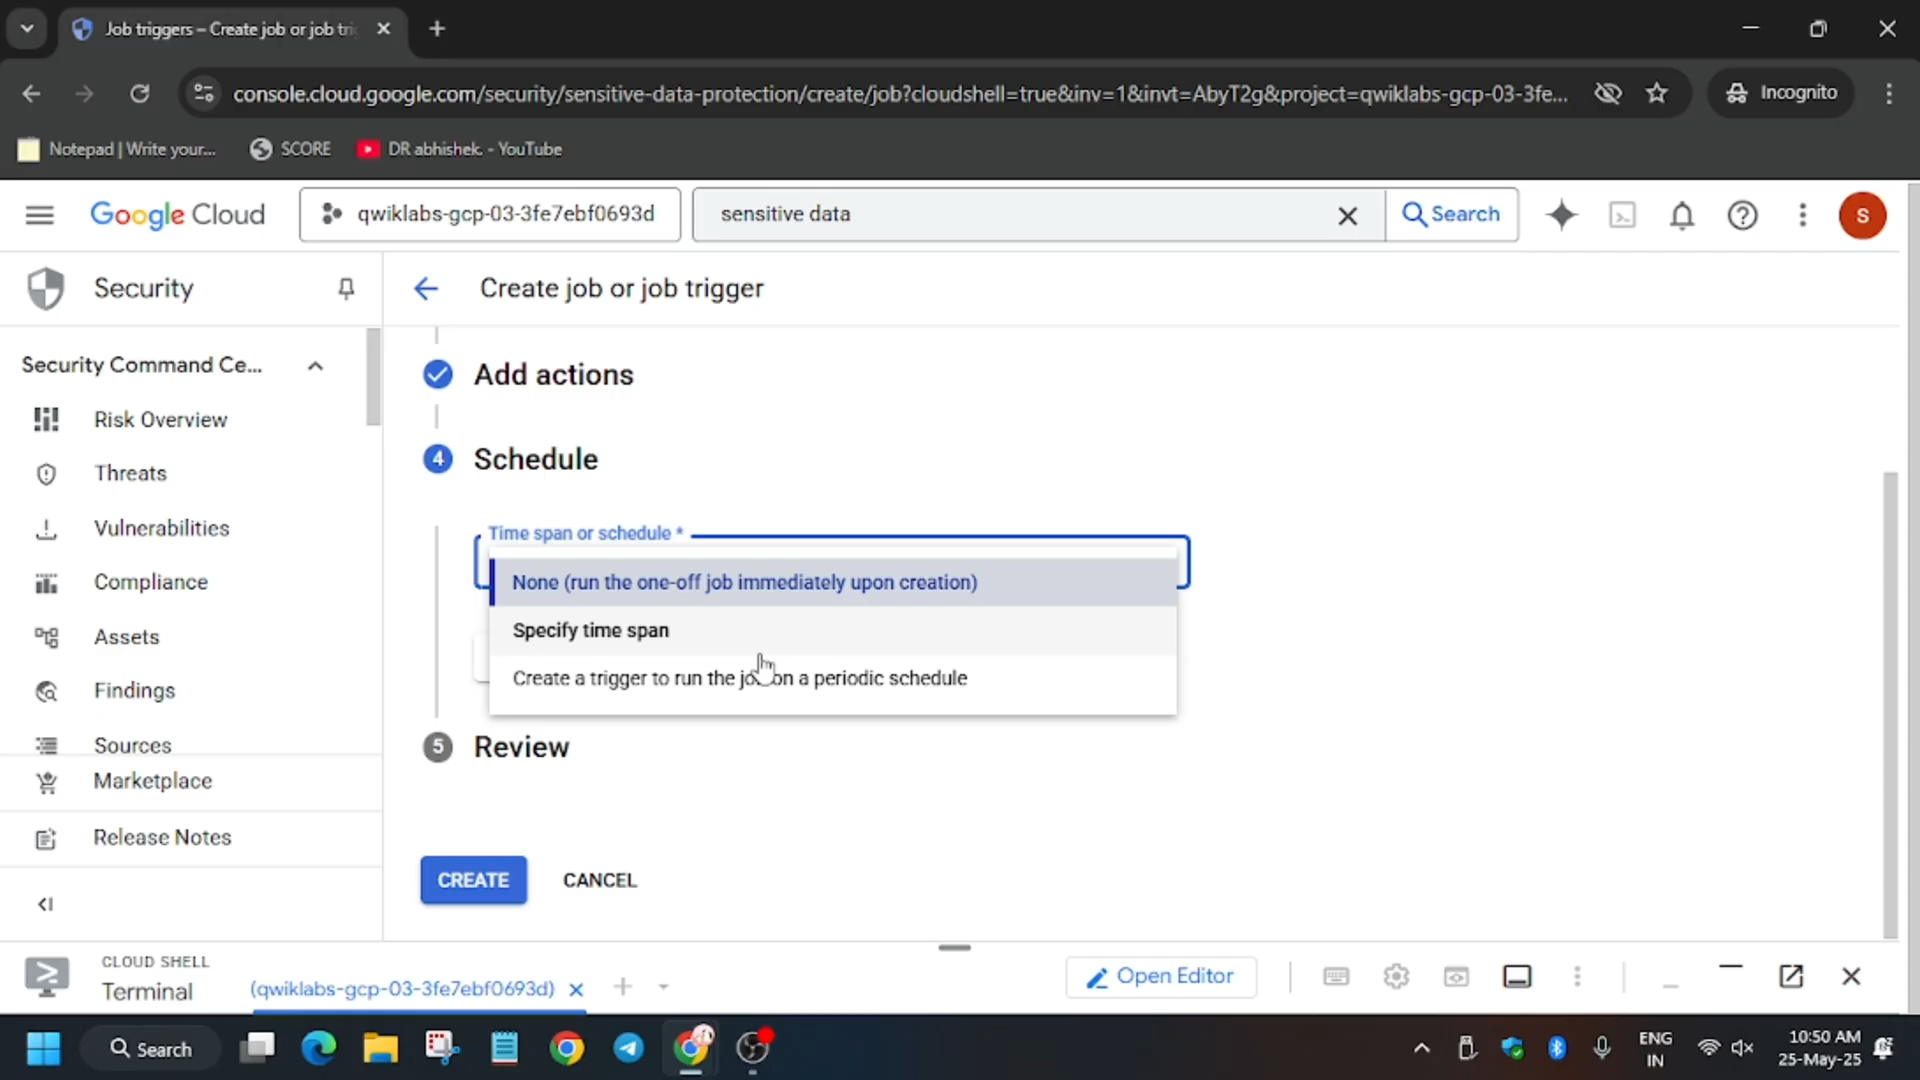 Job triggers – Create job or job tri
console.cloud.google.com/security/sensitive-data-protection/create/job?cloudshell=true&inv=1&invt=AbyT2g&project=qwiklabs-gcp-03-3fe...
Incognito
Notepad | Write your...
SCORE
DR abhishek. - YouTube
Google Cloud
qwiklabs-gcp-03-3fe7ebf0693d
sensitive data
Search
S
Security
Create job or job trigger
Security Command Ce...
Risk Overview
Threats
Vulnerabilities
Compliance
Assets
Findings
Sources
Marketplace
Release Notes
Add actions
4
Schedule
Time span or schedule *
None (run the one-off job immediately upon creation)
Specify time span
Create a trigger to run the job on a periodic schedule
5
Review
CREATE
CANCEL
CLOUD SHELL
Terminal
(qwiklabs-gcp-03-3fe7ebf0693d)
Open Editor
Search
ENG
IN
10:50 AM
25-May-25